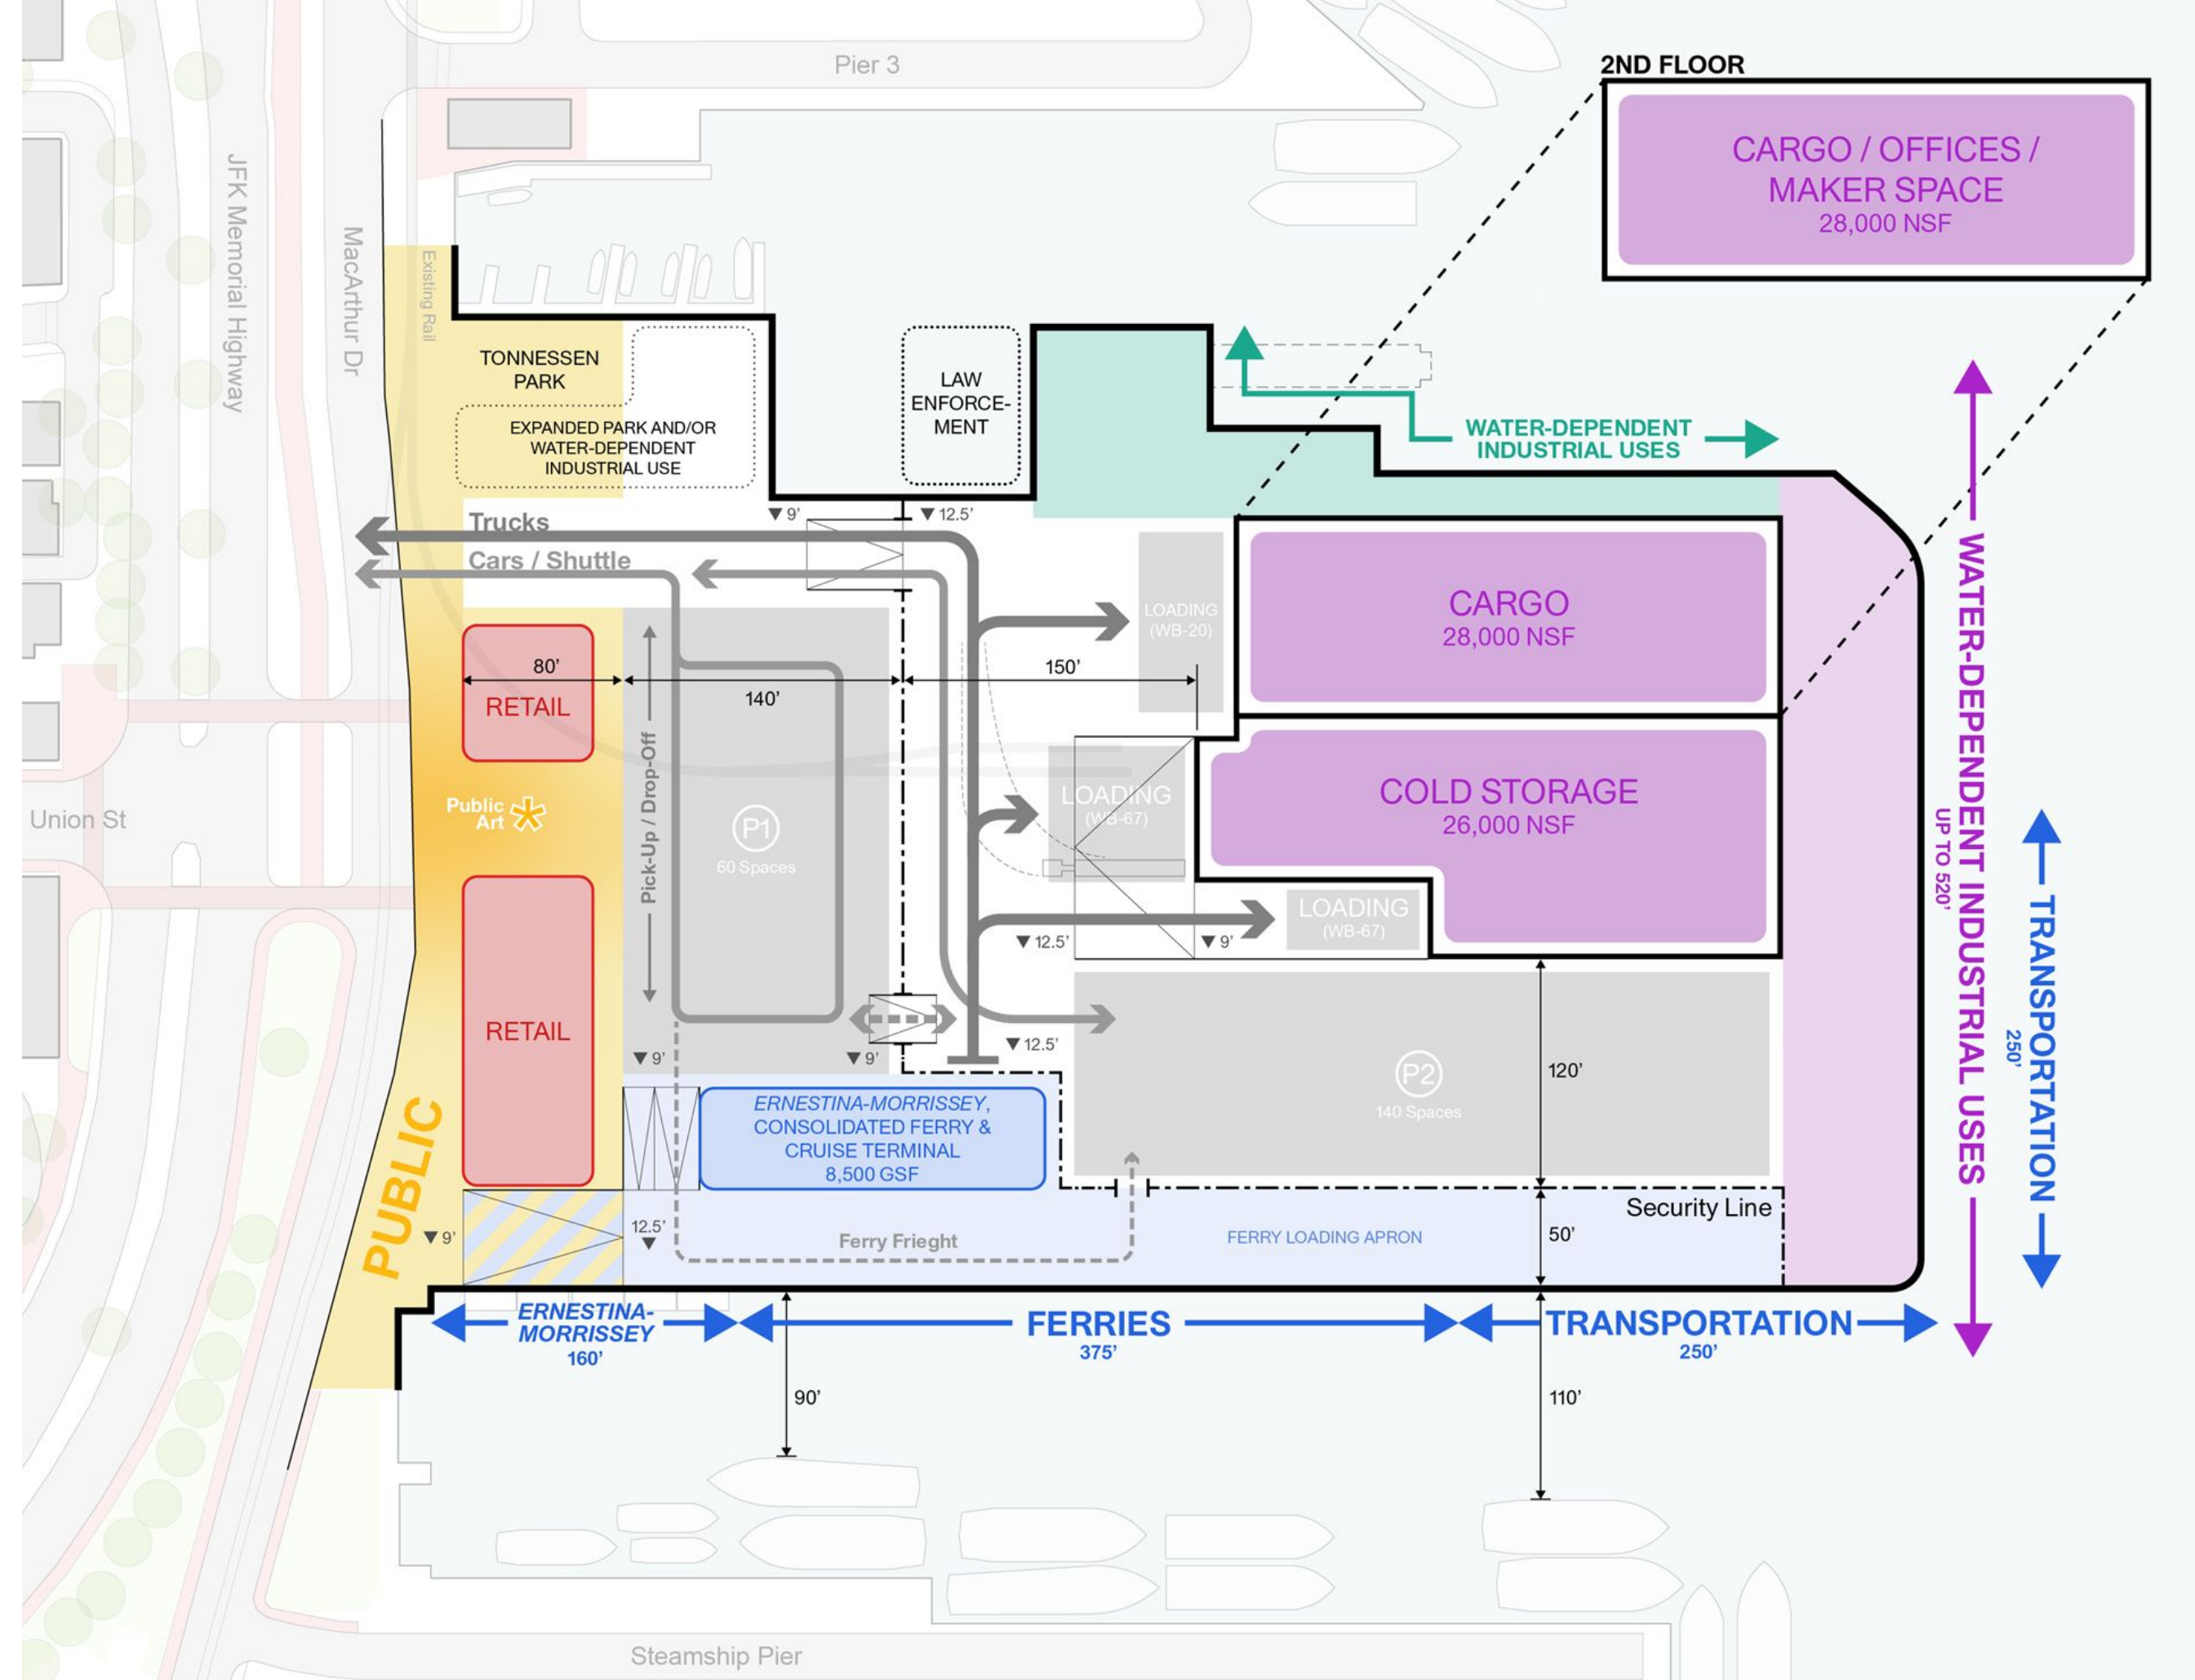 Pier 3
2ND FLOOR
CARGO / OFFICES /
MAKER SPACE
28,000 NSF
JFK Memorial Highway
MacArthur Dr
Existing Rail
TONNESSEN
PARK
EXPANDED PARK AND/OR
WATER-DEPENDENT
INDUSTRIAL USE
LAW
ENFORCE-
MENT
WATER-DEPENDENT
INDUSTRIAL USES
Trucks
Cars / Shuttle
▼ 9'
▼ 12.5'
LOADING
(WB-20)
CARGO
28,000 NSF
80'
140'
150'
RETAIL
Pick-Up / Drop-Off
Public
Art
Union St
P1
60 Spaces
LOADING
(WB-67)
COLD STORAGE
26,000 NSF
LOADING
(WB-67)
▼ 12.5'
▼ 9'
WATER-DEPENDENT INDUSTRIAL USES
UP TO 520'
TRANSPORTATION
250'
RETAIL
▼ 9'
▼ 9'
▼ 12.5'
120'
P2
140 Spaces
ERNESTINA-MORRISSEY,
CONSOLIDATED FERRY &
CRUISE TERMINAL
8,500 GSF
PUBLIC
▼ 9'
12.5'
▼
Ferry Frieght
FERRY LOADING APRON
Security Line
50'
ERNESTINA-
MORRISSEY
160'
FERRIES
375'
TRANSPORTATION
250'
90'
110'
Steamship Pier